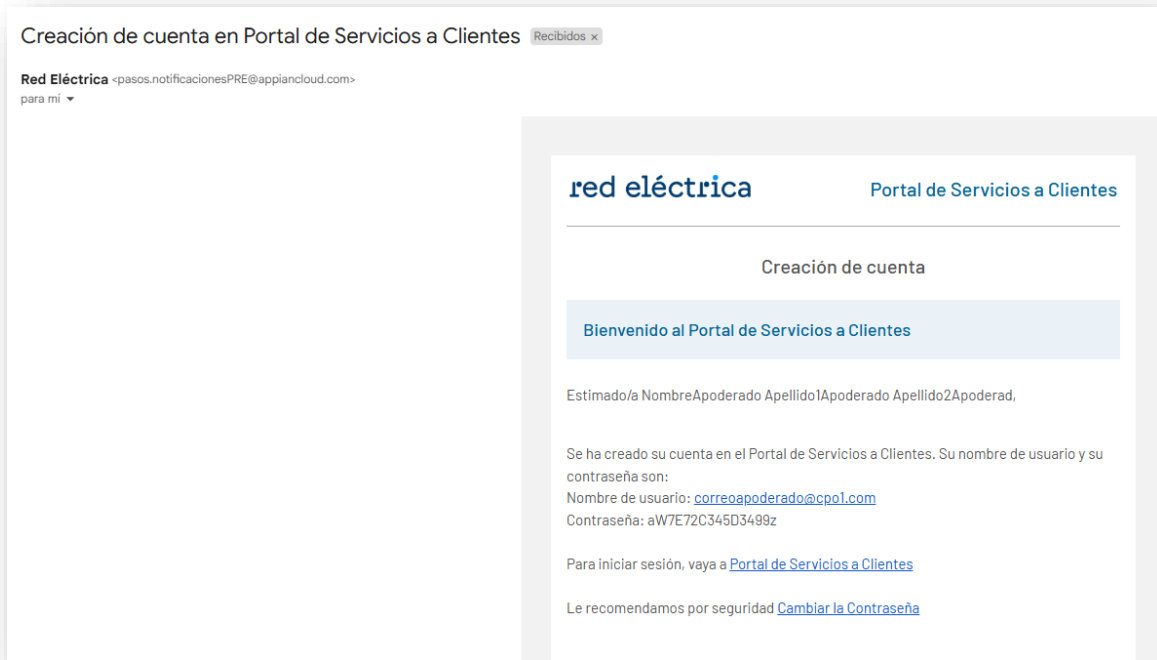 Creación de cuenta en Portal de Servicios a Clientes Recibidos ×
Red Eléctrica <pasos.notificacionesPRE@appiancloud.com>
para mí
red eléctrica Portal de Servicios a Clientes
Creación de cuenta
Bienvenido al Portal de Servicios a Clientes
Estimado/a NombreApoderado Apellido1Apoderado Apellido2Apoderad,
Se ha creado su cuenta en el Portal de Servicios a Clientes. Su nombre de usuario y su
contraseña son:
Nombre de usuario: correoapoderado@cpo1.com
Contraseña: aW7E72C345D3499z
Para iniciar sesión, vaya a Portal de Servicios a Clientes
Le recomendamos por seguridad Cambiar la Contraseña